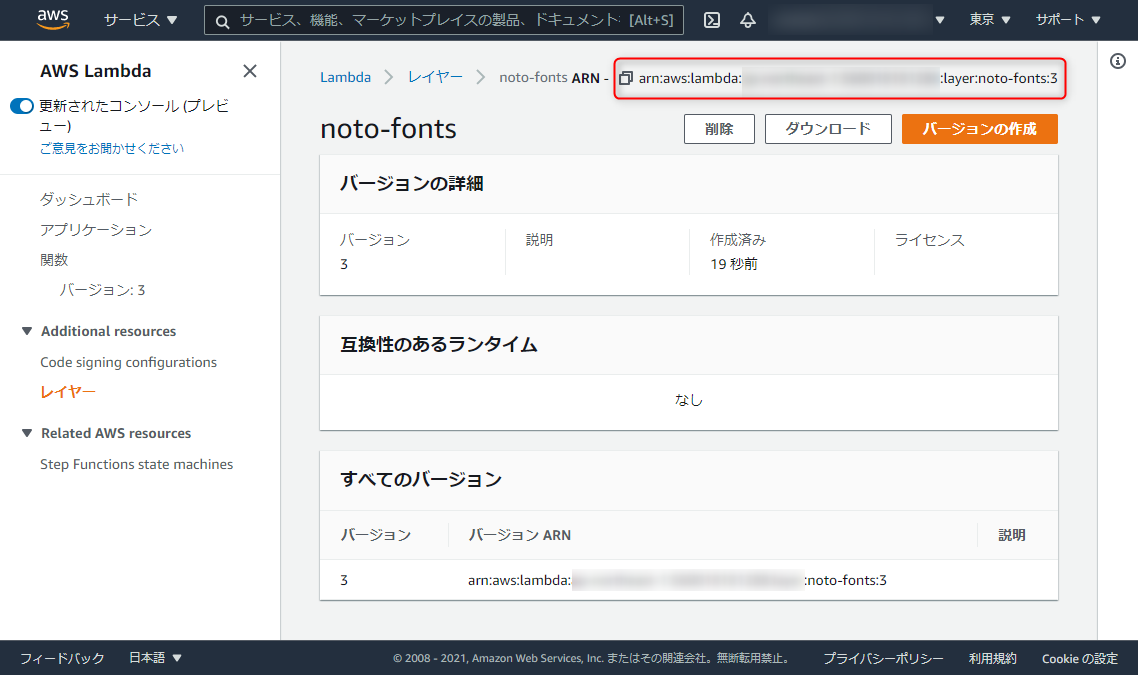 aws サービス ▼ サービス、機能、マーケットプレイスの製品、ドキュメント [Alt+S] 東京 ▼ サポート ▼
AWS Lambda
更新されたコンソール (プレビ
ュー)
ご意見をお聞かせください
ダッシュボード
アプリケーション
関数
バージョン: 3
Additional resources
Code signing configurations
レイヤー
Related AWS resources
Step Functions state machines
Lambda > レイヤー > noto-fonts ARN - arn:aws:lambda: :layer:noto-fonts:3
noto-fonts 削除 ダウンロード バージョンの作成
バージョンの詳細
バージョン 説明 作成済み ライセンス
3 19 秒前
互換性のあるランタイム
なし
すべてのバージョン
バージョン バージョン ARN 説明
3 arn:aws:lambda: :noto-fonts:3
フィードバック 日本語 ▼ © 2008 - 2021, Amazon Web Services, Inc. またはその関連会社。無断転用禁止。 プライバシーポリシー 利用規約 Cookie の設定